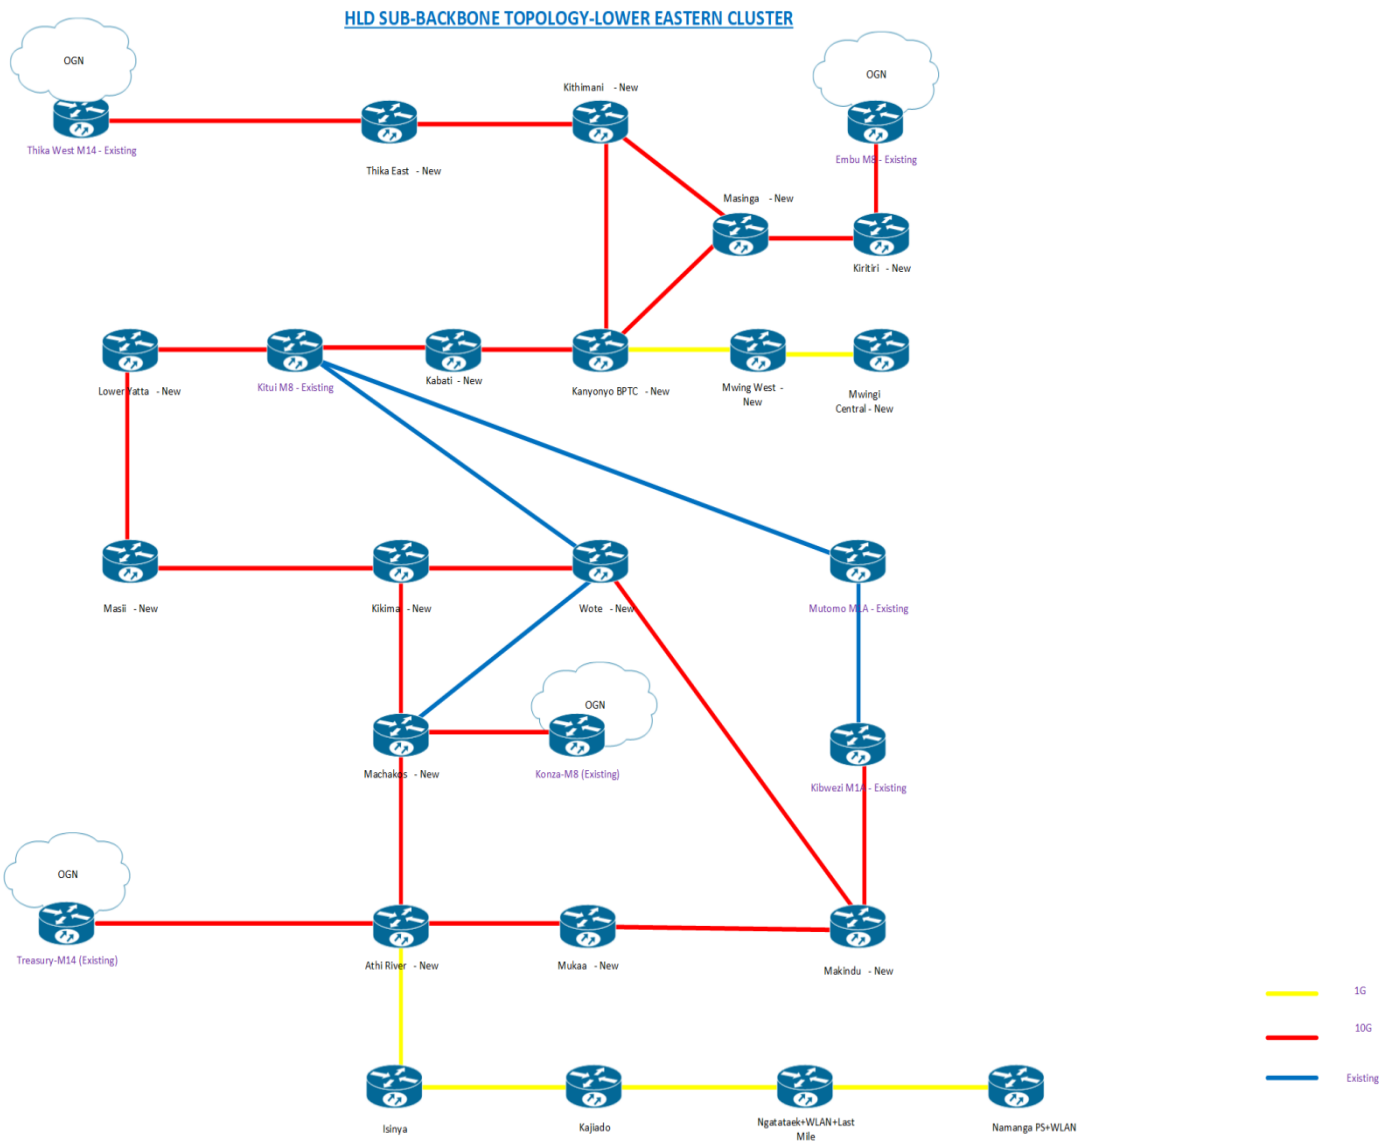 HLD SUB-BACKBONE TOPOLOGY-LOWER EASTERN CLUSTER
OGN
OGN
Kithimani - New
Thika West M14 - Existing
Embu M8 - Existing
Thika East - New
Masinga - New
Kiritiri - New
Lower Yatta - New
Kitui M8 - Existing
Kabati - New
Kanyonyo BPTC - New
Mwing West -
New
Mwingi
Central - New
Masii - New
Kikima - New
Wote - New
Mutomo M1A - Existing
OGN
Machakos - New
Konza-M8 (Existing)
Kibwezi M1A - Existing
OGN
Treasury-M14 (Existing)
Athi River - New
Mukaa - New
Makindu - New
1G
10G
Existing
Isinya
Kajiado
Ngatataek+WLAN+Last
Mile
Namanga PS+WLAN